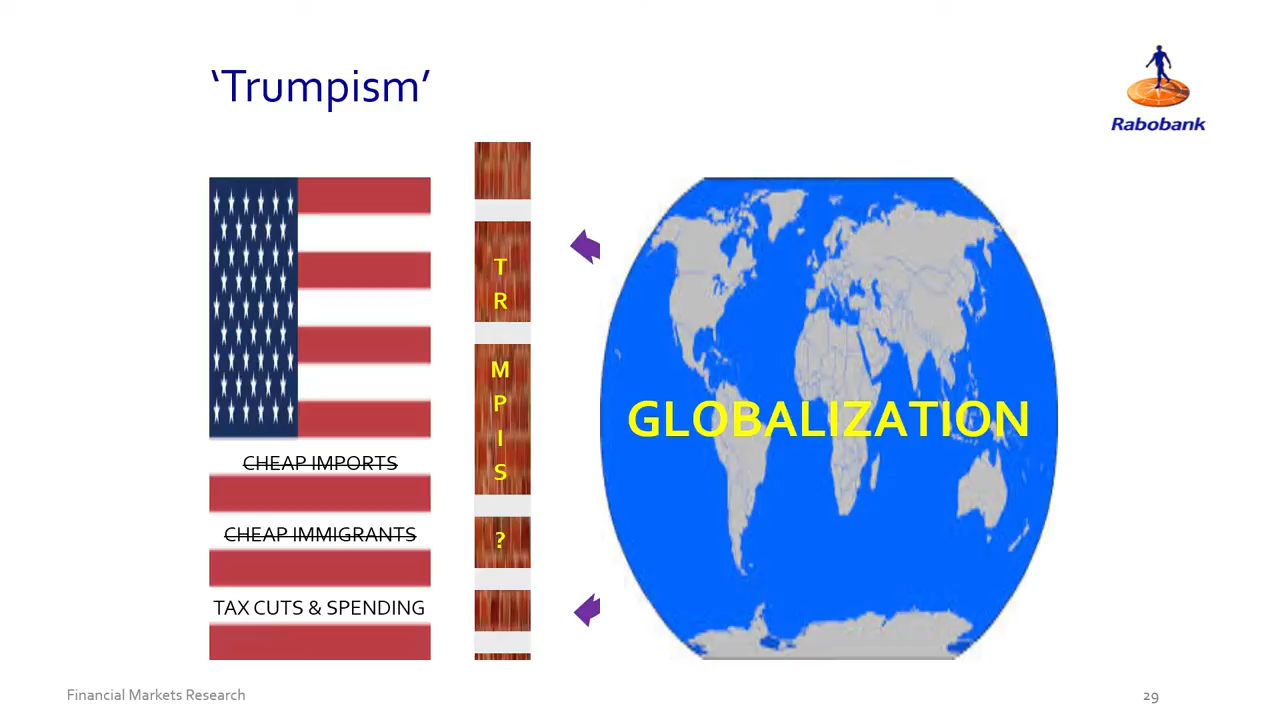 ‘Trumpism’
Rabobank
T
R
M
P
I
S
?
GLOBALIZATION
CHEAP IMPORTS
CHEAP IMMIGRANTS
TAX CUTS & SPENDING
Financial Markets Research
29